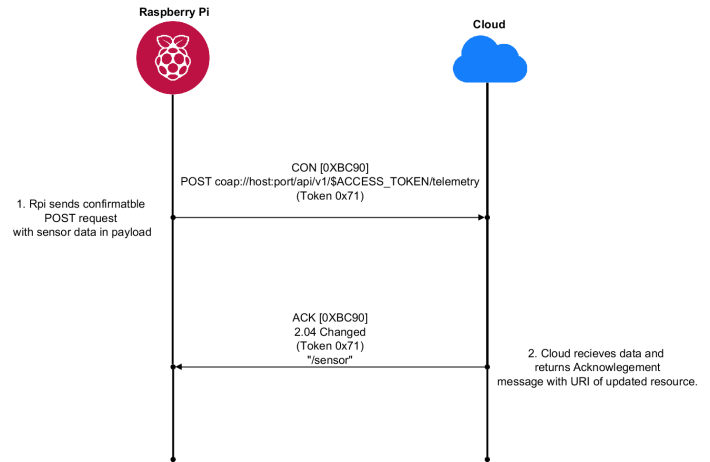 Raspberry Pi
Cloud
CON [0XBC90]
POST coap://host:port/api/v1/$ACCESS_TOKEN/telemetry
(Token 0x71)
1. Rpi sends confirmatble
POST request
with sensor data in payload
ACK [0XBC90]
2.04 Changed
(Token 0x71)
"/sensor"
2. Cloud recieves data and
returns Acknowlegement
message with URI of updated resource.